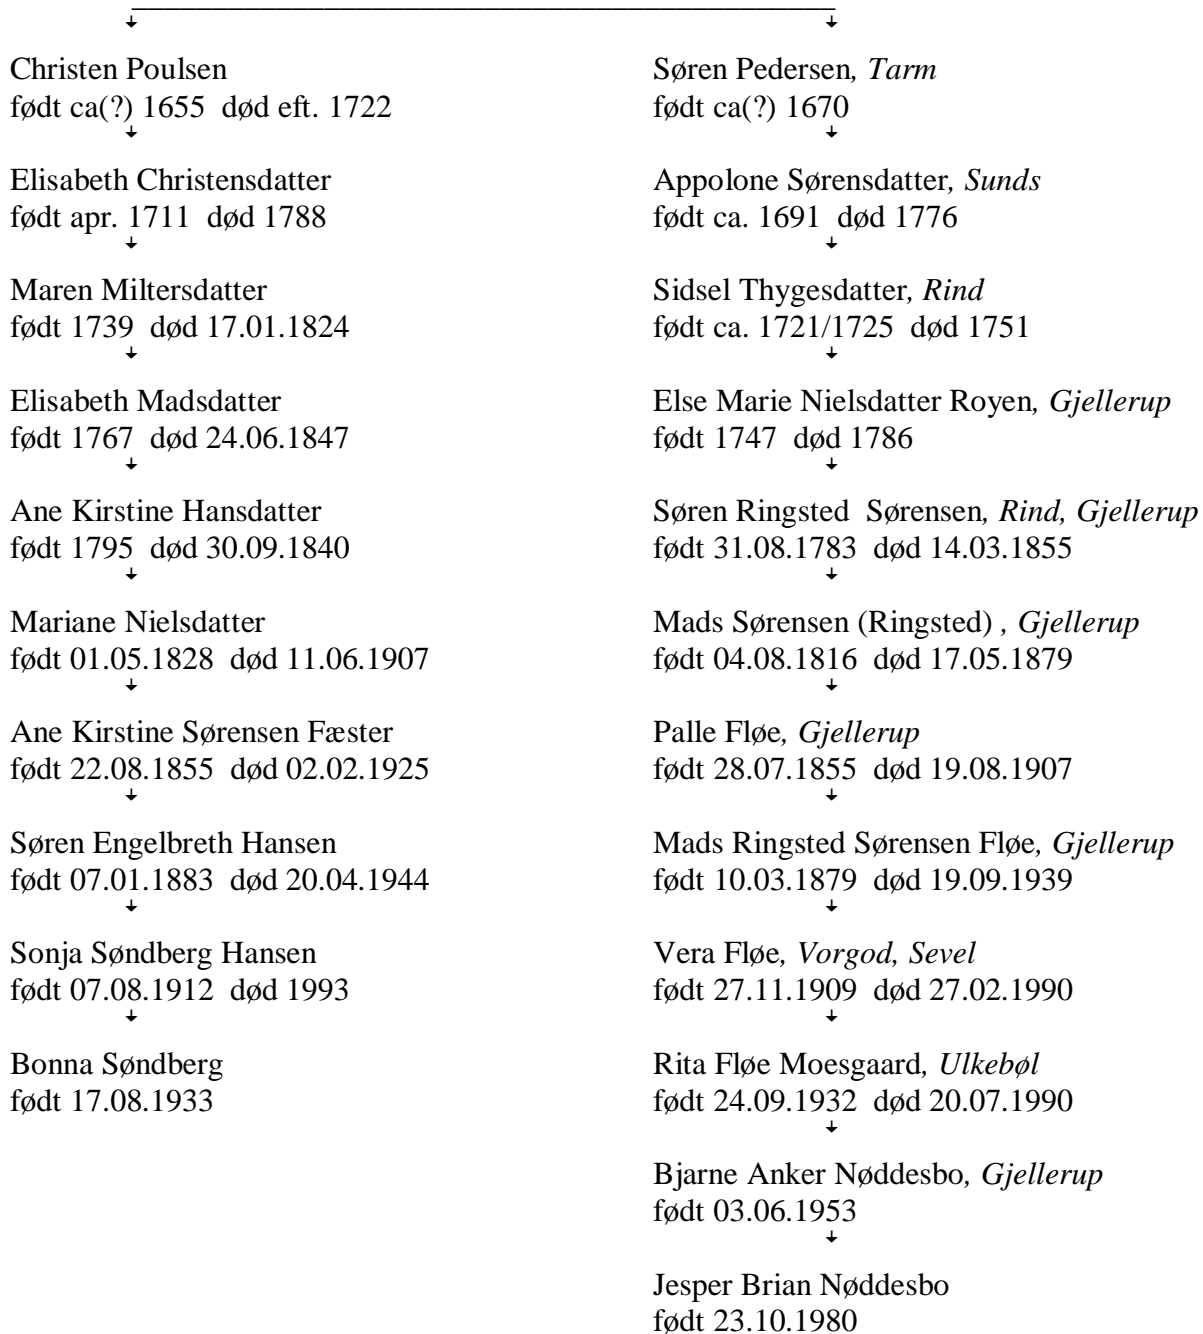 Christen Poulsen
født ca(?) 1655 død eft. 1722
Elisabeth Christensdatter
født apr. 1711 død 1788
Maren Miltersdatter
født 1739 død 17.01.1824
Elisabeth Madsdatter
født 1767 død 24.06.1847
Ane Kirstine Hansdatter
født 1795 død 30.09.1840
Mariane Nielsdatter
født 01.05.1828 død 11.06.1907
Ane Kirstine Sørensen Fæster
født 22.08.1855 død 02.02.1925
Søren Engelbreth Hansen
født 07.01.1883 død 20.04.1944
Sonja Søndberg Hansen
født 07.08.1912 død 1993
Bonna Søndberg
født 17.08.1933
Søren Pedersen, Tarm
født ca(?) 1670
Appolone Sørensdatter, Sunds
født ca. 1691 død 1776
Sidsel Thygesdatter, Rind
født ca. 1721/1725 død 1751
Else Marie Nielsdatter Royen, Gjellerup
født 1747 død 1786
Søren Ringsted Sørensen, Rind, Gjellerup
født 31.08.1783 død 14.03.1855
Mads Sørensen (Ringsted) , Gjellerup
født 04.08.1816 død 17.05.1879
Palle Fløe, Gjellerup
født 28.07.1855 død 19.08.1907
Mads Ringsted Sørensen Fløe, Gjellerup
født 10.03.1879 død 19.09.1939
Vera Fløe, Vorgod, Sevel
født 27.11.1909 død 27.02.1990
Rita Fløe Moesgaard, Ulkebøl
født 24.09.1932 død 20.07.1990
Bjarne Anker Nøddesbo, Gjellerup
født 03.06.1953
Jesper Brian Nøddesbo
født 23.10.1980